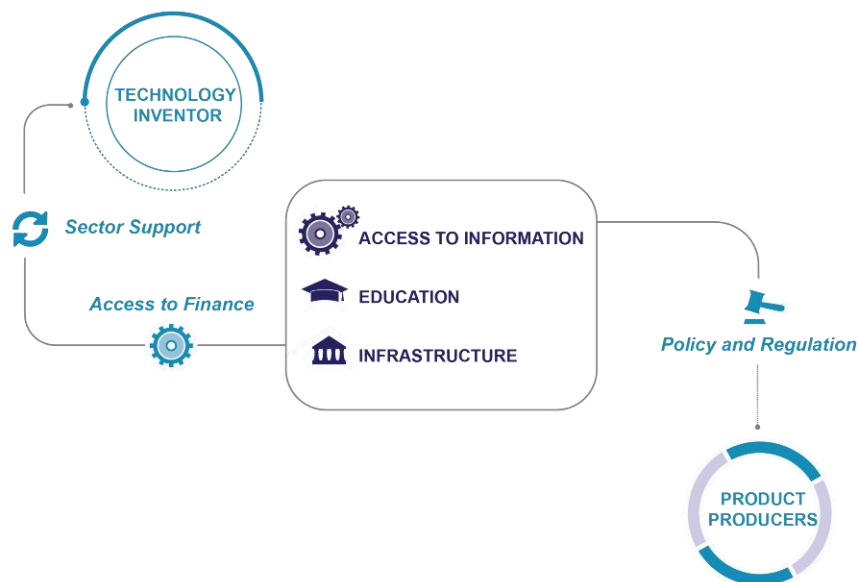 TECHNOLOGY
INVENTOR
Sector Support
ACCESS TO INFORMATION
Access to Finance
EDUCATION
INFRASTRUCTURE
Policy and Regulation
PRODUCT
PRODUCERS